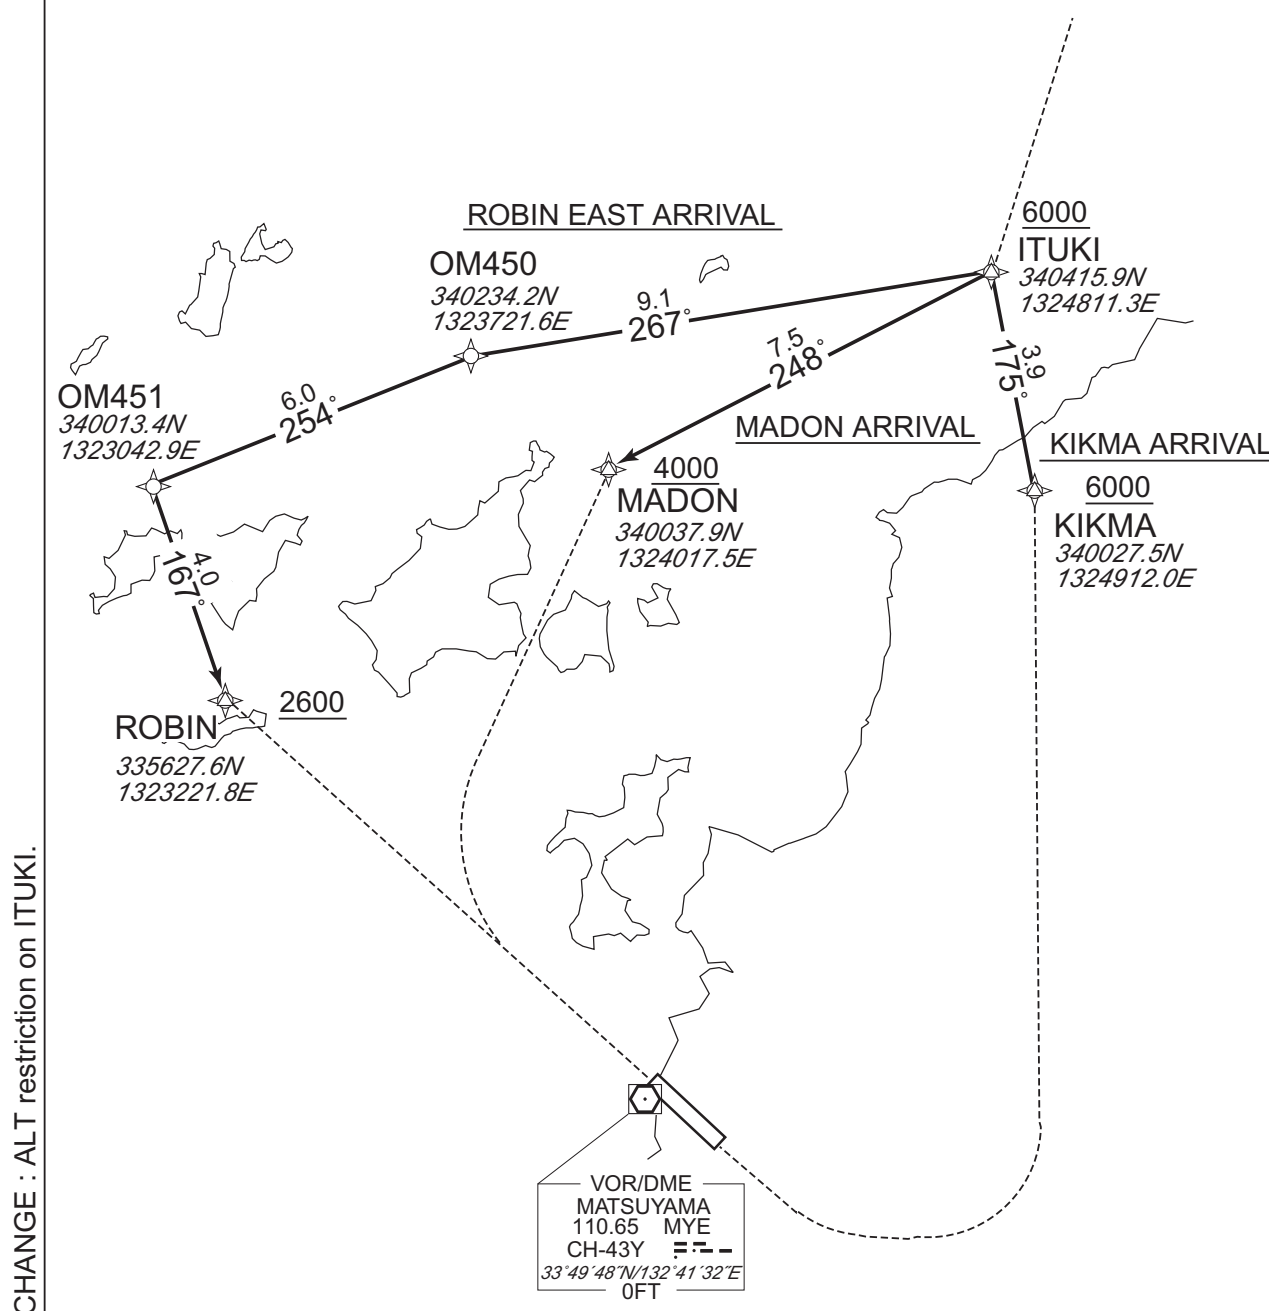 ROBIN EAST ARRIVAL
6000
ITUKI
340415.9N
1324811.3E
OM450
340234.2N
1323721.6E
9.1
267°
7.5
248°
3.9
175°
OM451
340013.4N
1323042.9E
6.0
254°
MADON ARRIVAL
KIKMA ARRIVAL
4000
MADON
340037.9N
1324017.5E
6000
KIKMA
340027.5N
1324912.0E
4.0
167°
2600
ROBIN
335627.6N
1323221.8E
CHANGE : ALT restriction on ITUKI.
VOR/DME
MATSUYAMA
110.65 MYE
CH-43Y
33°49´48˝N/132°41´32˝E
0FT